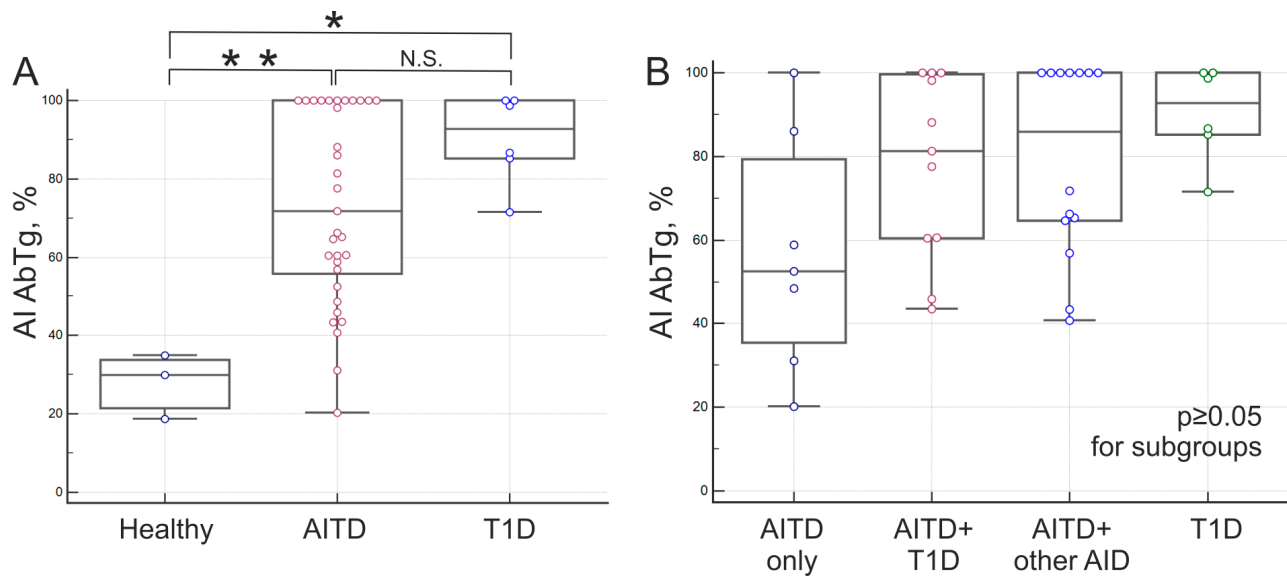 A
*
* *
N.S.
AI AbTg, %
100
80
60
40
20
0
Healthy
AITD
T1D
B
AI AbTg, %
100
80
60
40
20
0
p≥0.05
for subgroups
AITD
only
AITD+
T1D
AITD+
other AID
T1D